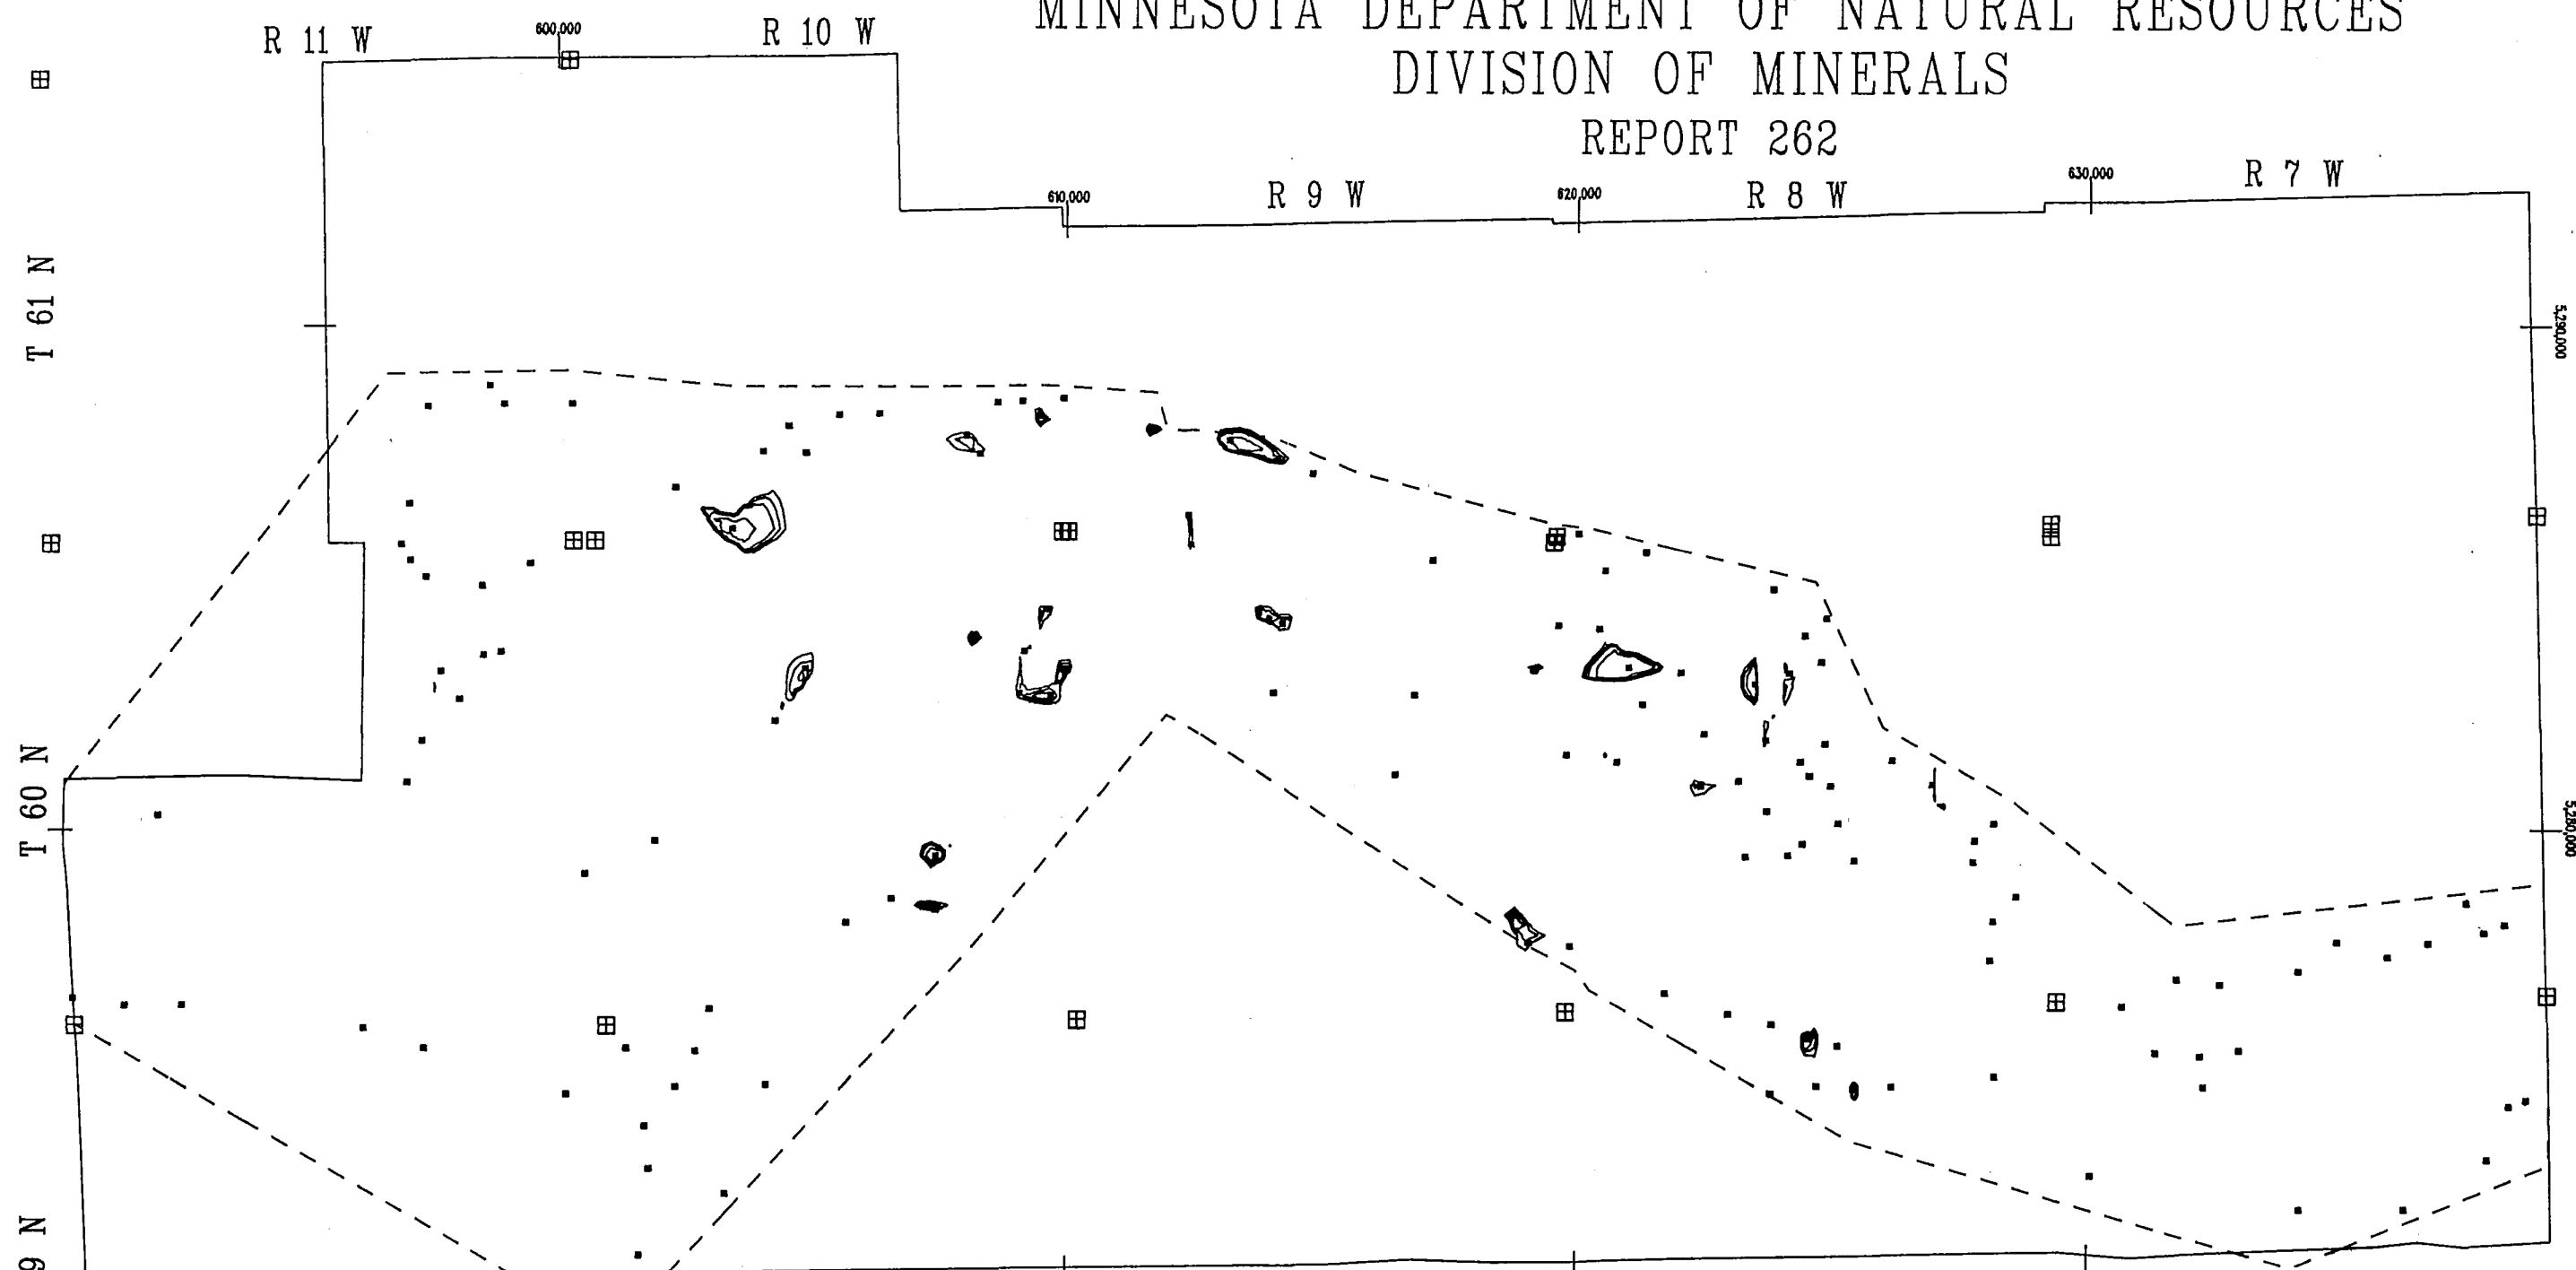 MINNESOTA DEPARTMENT OF NATURAL RESOURCES
DIVISION OF MINERALS
REPORT 262
R 11 W
600,000
R 10 W
610,000
R 9 W
620,000
R 8 W
630,000
R 7 W
T 61 N
5,290,000
T 60 N
5,280,000
9 N